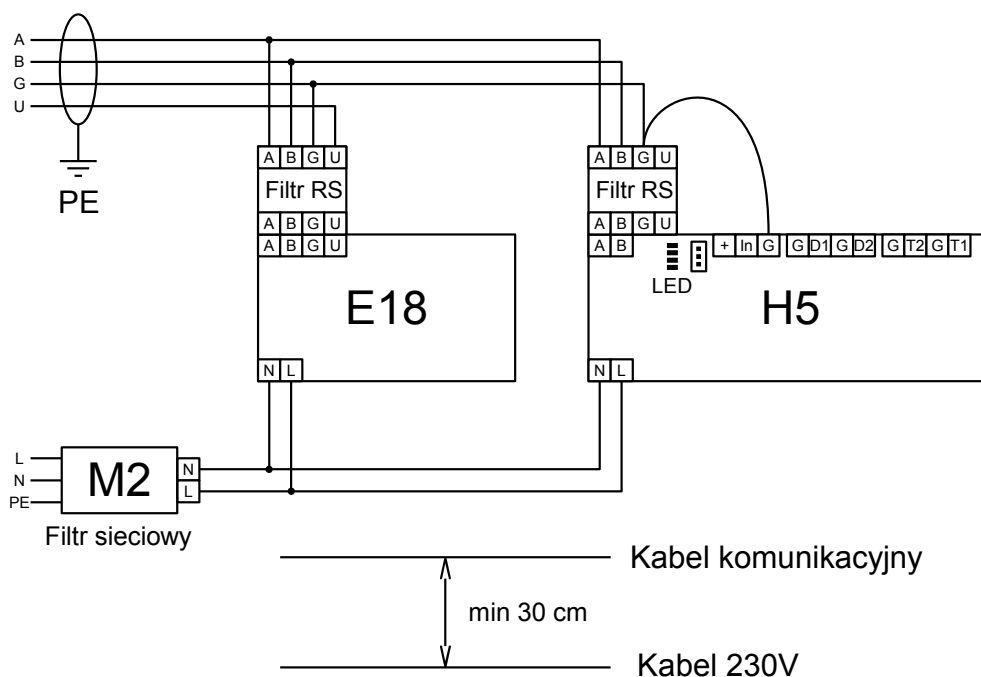 A
B
G
U
PE
A B G U
Filtr RS
A B G U
A B G U
E18
N L
A B G U
Filtr RS
A B G U
A B
LED
+ In G G D1 G D2 G T2 G T1
H5
N L
L
N
PE
M2
N
L
Filtr sieciowy
Kabel komunikacyjny
min 30 cm
Kabel 230V